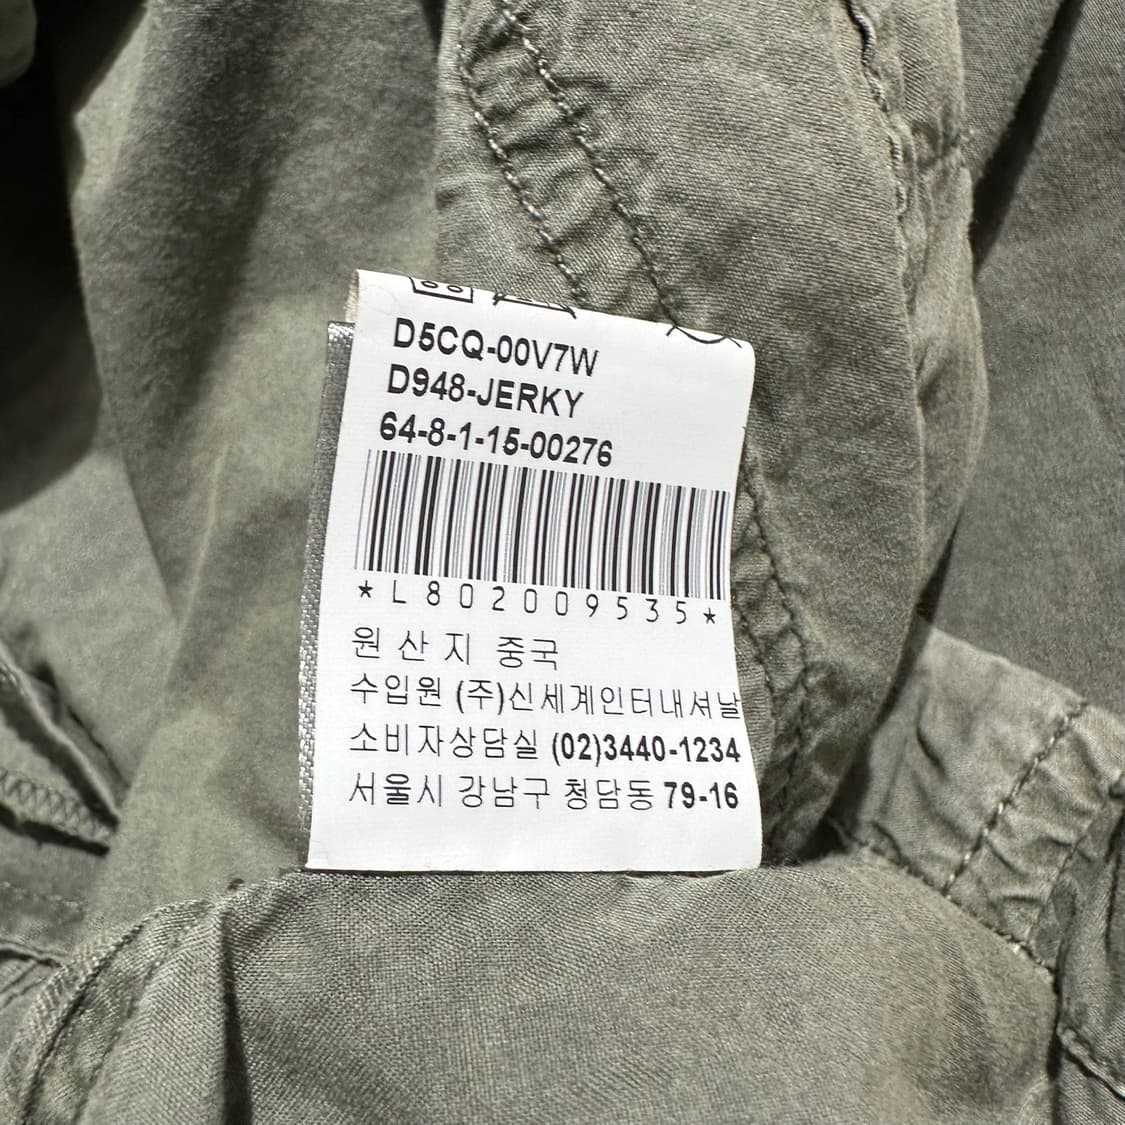 D5CQ-00V7W
D948-JERKY
64-8-1-15-00276
*L802009535*
원산지 중국
수입원 (주)신세계인터내셔날
소비자상담실 (02)3440-1234
서울시 강남구 청담동 79-16